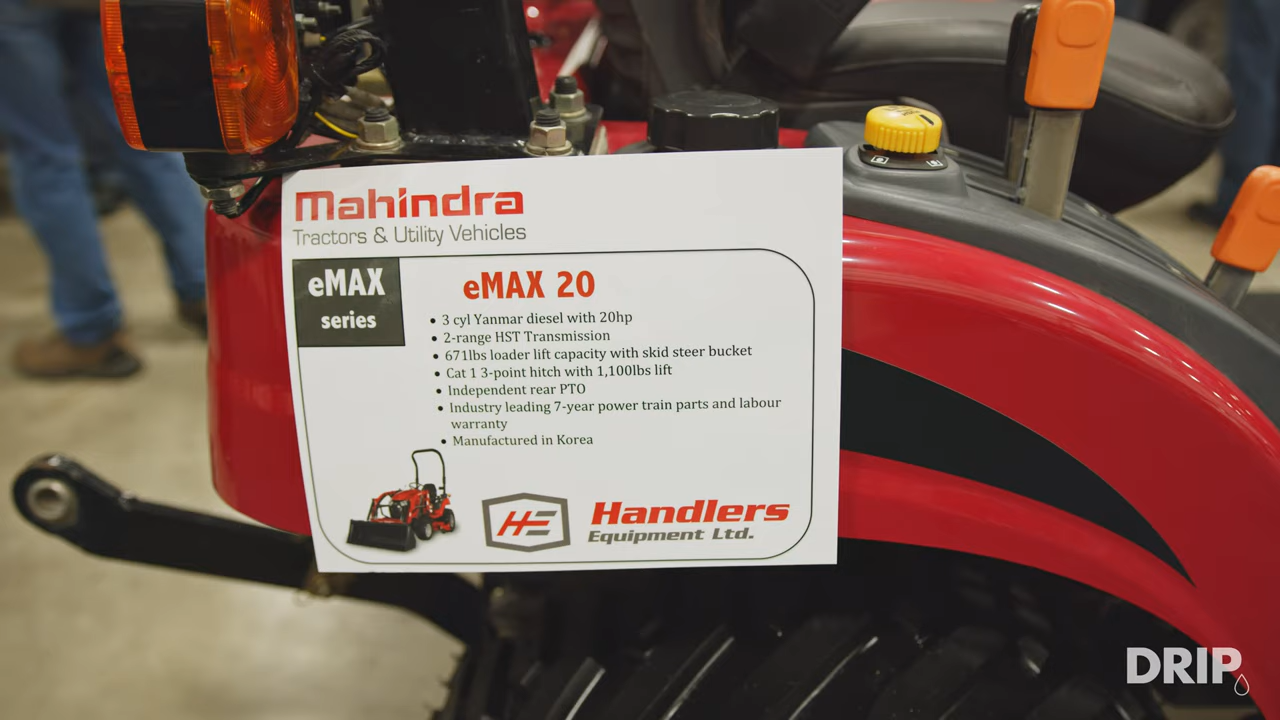 Mahindra
Tractors & Utility Vehicles
eMAX
series
eMAX 20
• 3 cyl Yanmar diesel with 20hp
• 2-range HST Transmission
• 671lbs loader lift capacity with skid steer bucket
• Cat 1 3-point hitch with 1,100lbs lift
• Independent rear PTO
• Industry leading 7-year power train parts and labour
warranty
• Manufactured in Korea
HE
Handlers
Equipment Ltd.
DRIP